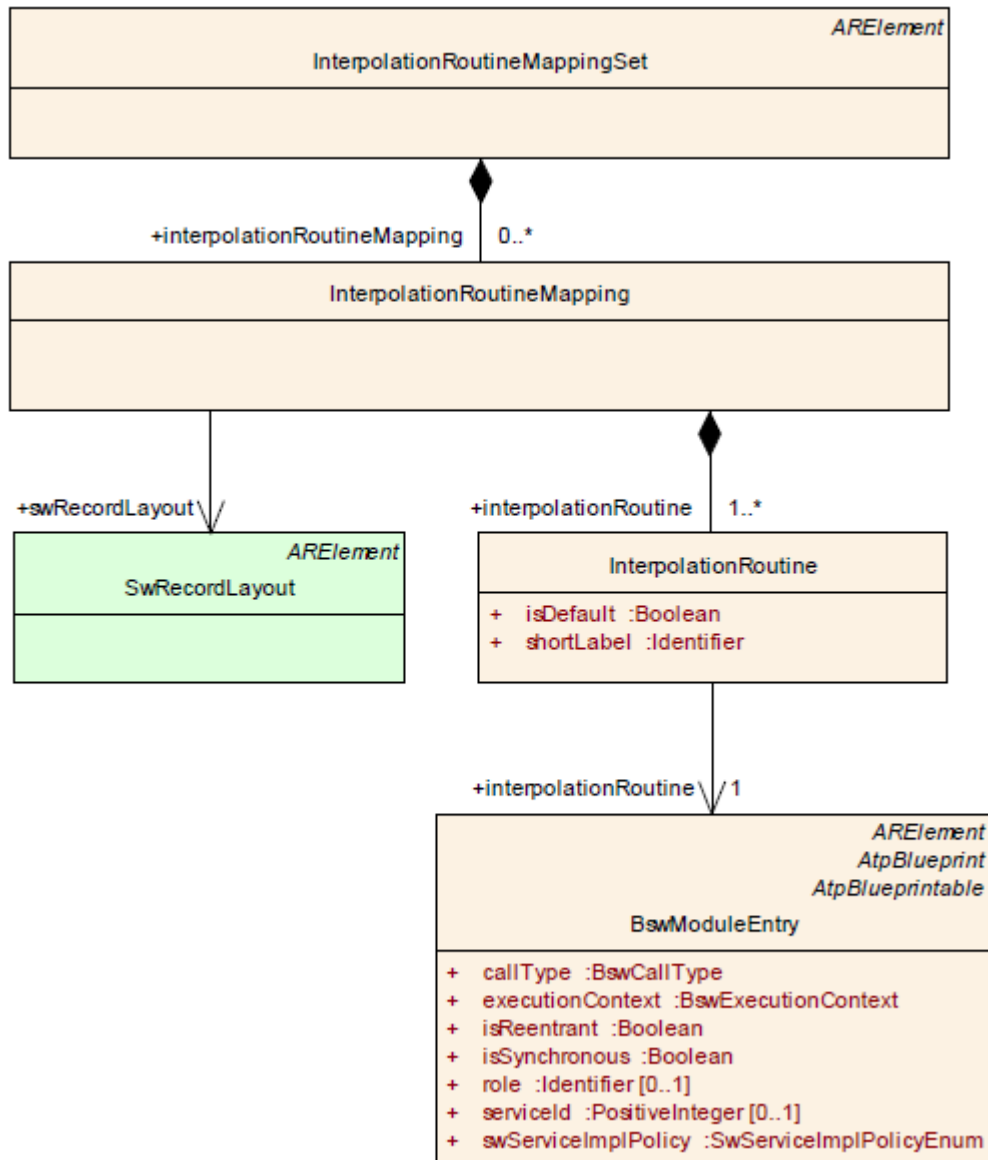 ARElement
InterpolationRoutineMappingSet
+interpolationRoutineMapping 0..*
InterpolationRoutineMapping
+swRecordLayout
+interpolationRoutine 1..*
ARElement
SwRecordLayout
InterpolationRoutine
+ isDefault :Boolean
+ shortLabel :Identifier
+interpolationRoutine 1
ARElement
AtpBlueprint
AtpBlueprintable
BswModuleEntry
+ callType :BswCallType
+ executionContext :BswExecutionContext
+ isReentrant :Boolean
+ isSynchronous :Boolean
+ role :Identifier [0..1]
+ serviceId :PositiveInteger [0..1]
+ swServiceImplPolicy :SwServiceImplPolicyEnum